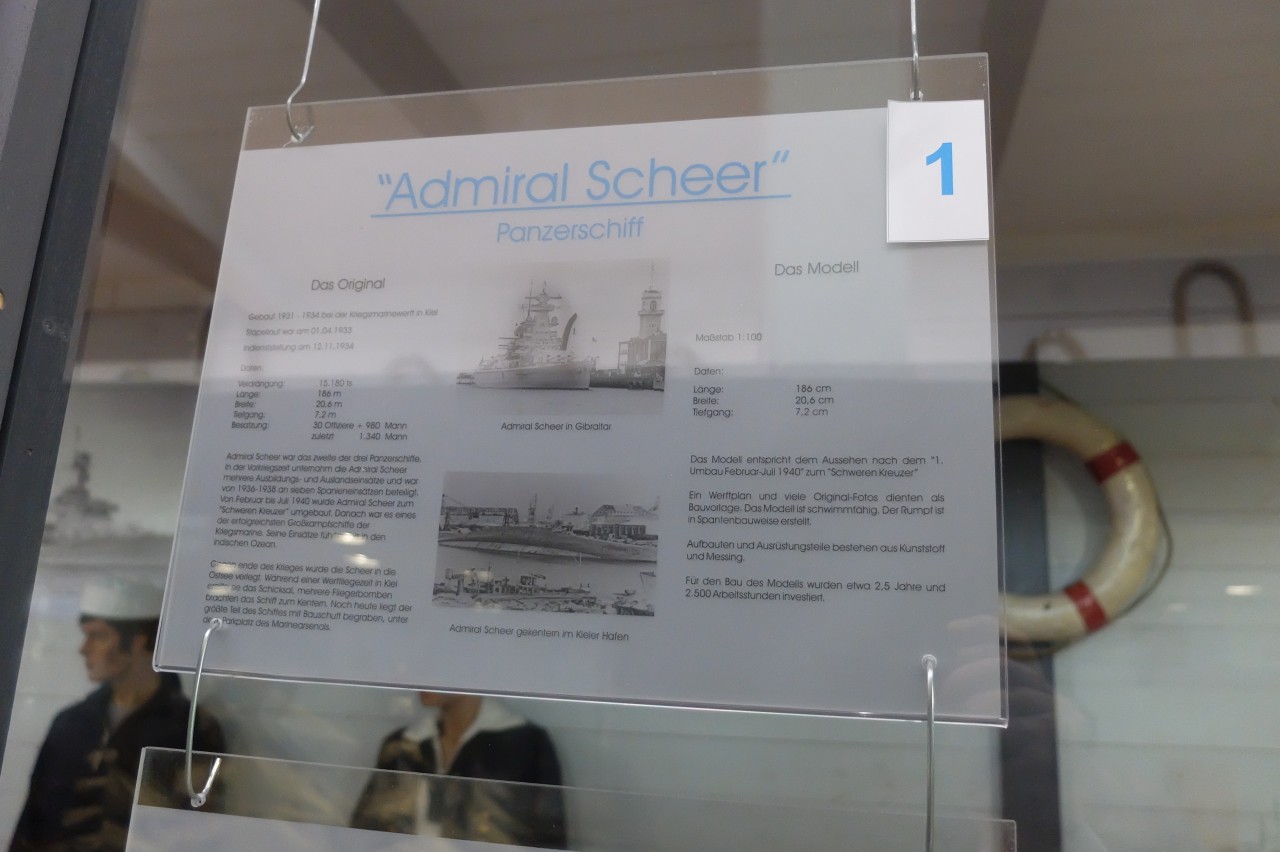 "Admiral Scheer"
Panzerschiff
1
Das Original
Gebaut 1931 - 1934 bei der Kriegsmarinewerft in Kiel
Stapellauf war am 01.04.1933
Indienststellung am 12.11.1934
Daten:
Verdrängung: 15.180 ts
Länge: 186 m
Breite: 20,6 m
Tiefgang: 7,2 m
Besatzung: 30 Offiziere + 980 Mann
zuletzt 1.340 Mann
Admiral Scheer war das zweite der drei Panzerschiffe.
In der Vorkriegszeit unternahm die Admiral Scheer
mehrere Ausbildungs- und Auslandseinsätze und war
von 1936-1938 an sieben Spanieneinsätzen beteiligt.
Von Februar bis Juli 1940 wurde Admiral Scheer zum
"Schweren Kreuzer" umgebaut. Danach war es eines
der erfolgreichsten Großkampfschiffe der
Kriegsmarine. Seine Einsätze in den
Indischen Ozean.
ende des Krieges wurde die Scheer in die
Ostsee verlegt. Während einer Werftliegezeit in Kiel
sie das Schicksal, mehrere Fliegerbomben
brachten das Schiff zum Kentern. Noch heute liegt der
größte Teil des Schiffes mit Bauschutt begraben, unter
Parkplatz des Marinearsenals.
Admiral Scheer in Gibraltar
Admiral Scheer gekentern im Kieler Hafen
Das Modell
Maßstab 1:100
Daten:
Länge: 186 cm
Breite: 20,6 cm
Tiefgang: 7,2 cm
Das Modell entspricht dem Aussehen nach dem "1.
Umbau Februar-Juli 1940" zum "Schweren Kreuzer"
Ein Werftplan und viele Original-Fotos dienten als
Bauvorlage. Das Modell ist schwimmfähig. Der Rumpf ist
in Spantenbauweise erstellt.
Aufbauten und Ausrüstungsteile bestehen aus Kunststoff
und Messing.
Für den Bau des Modells wurden etwa 2,5 Jahre und
2.500 Arbeitsstunden investiert.